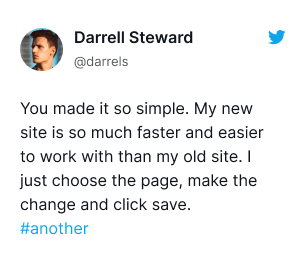 Darrell Steward
@darrels
You made it so simple. My new
site is so much faster and easier
to work with than my old site. I
just choose the page, make the
change and click save.
#another